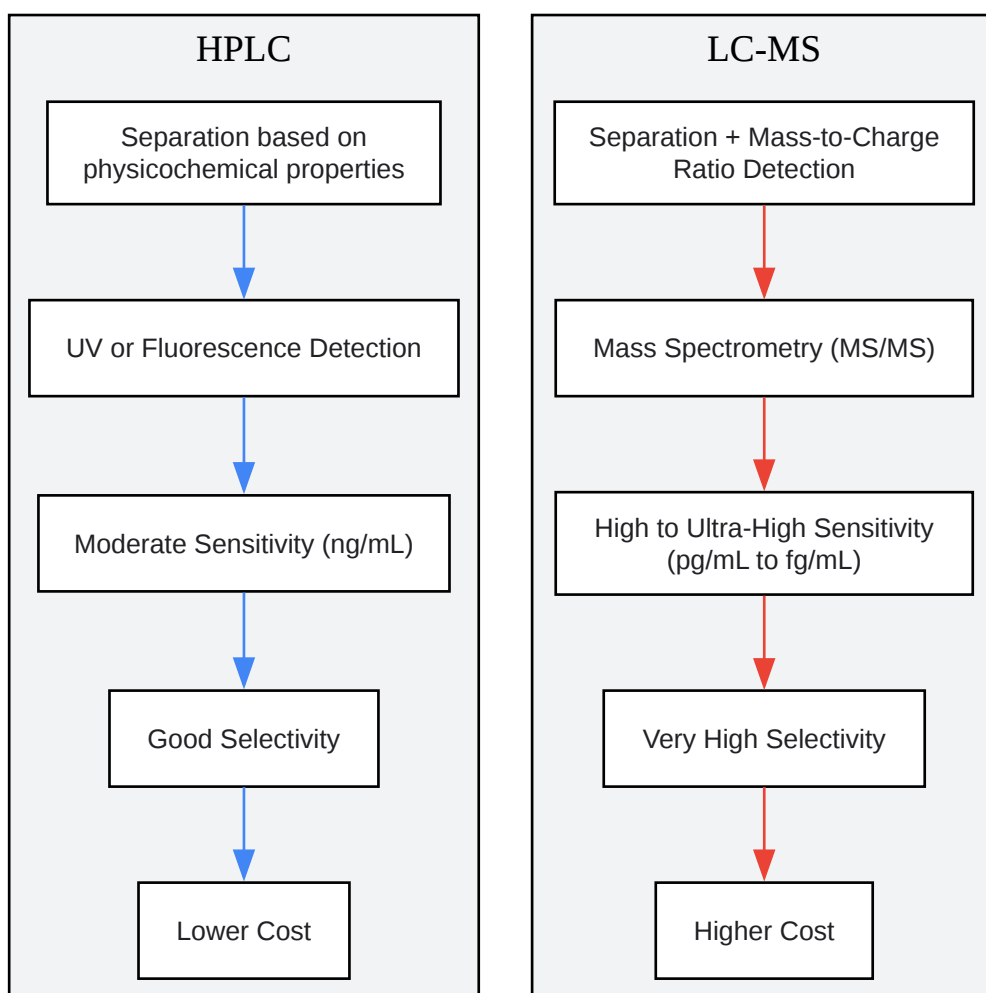 HPLC
Separation based on
physicochemical properties
UV or Fluorescence Detection
Moderate Sensitivity (ng/mL)
Good Selectivity
Lower Cost
LC-MS
Separation + Mass-to-Charge
Ratio Detection
Mass Spectrometry (MS/MS)
High to Ultra-High Sensitivity
(pg/mL to fg/mL)
Very High Selectivity
Higher Cost